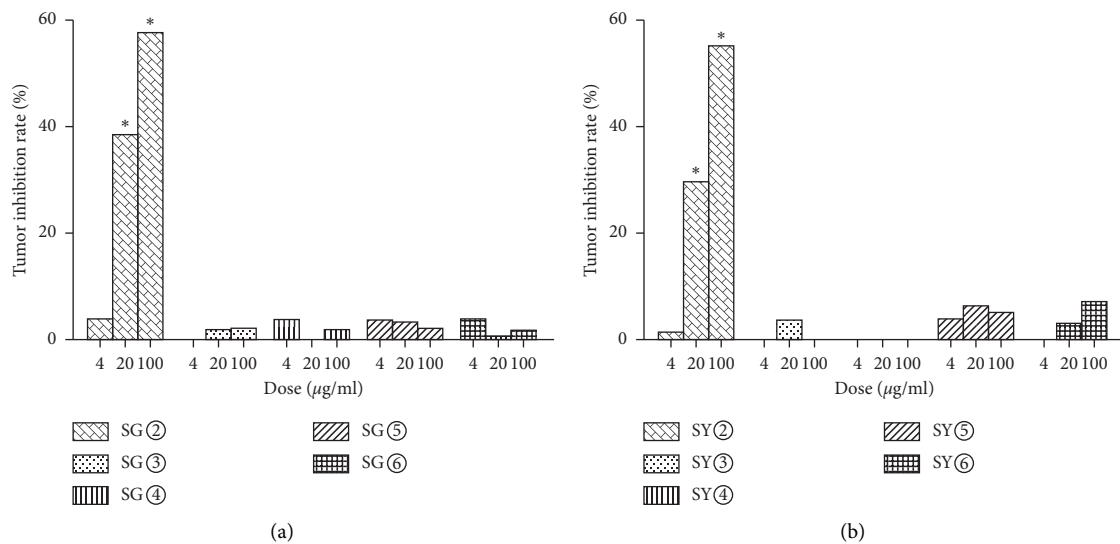 60
40
20
0
Tumor inhibition rate (%)
* *
4 20 100 4 20 100 4 20 100 4 20 100 4 20 100
Dose (μg/ml)
SG②
SG③
SG④
SG⑤
SG⑥
(a)
60
40
20
0
Tumor inhibition rate (%)
* *
4 20 100 4 20 100 4 20 100 4 20 100 4 20 100
Dose (μg/ml)
SY②
SY③
SY④
SY⑤
SY⑥
(b)